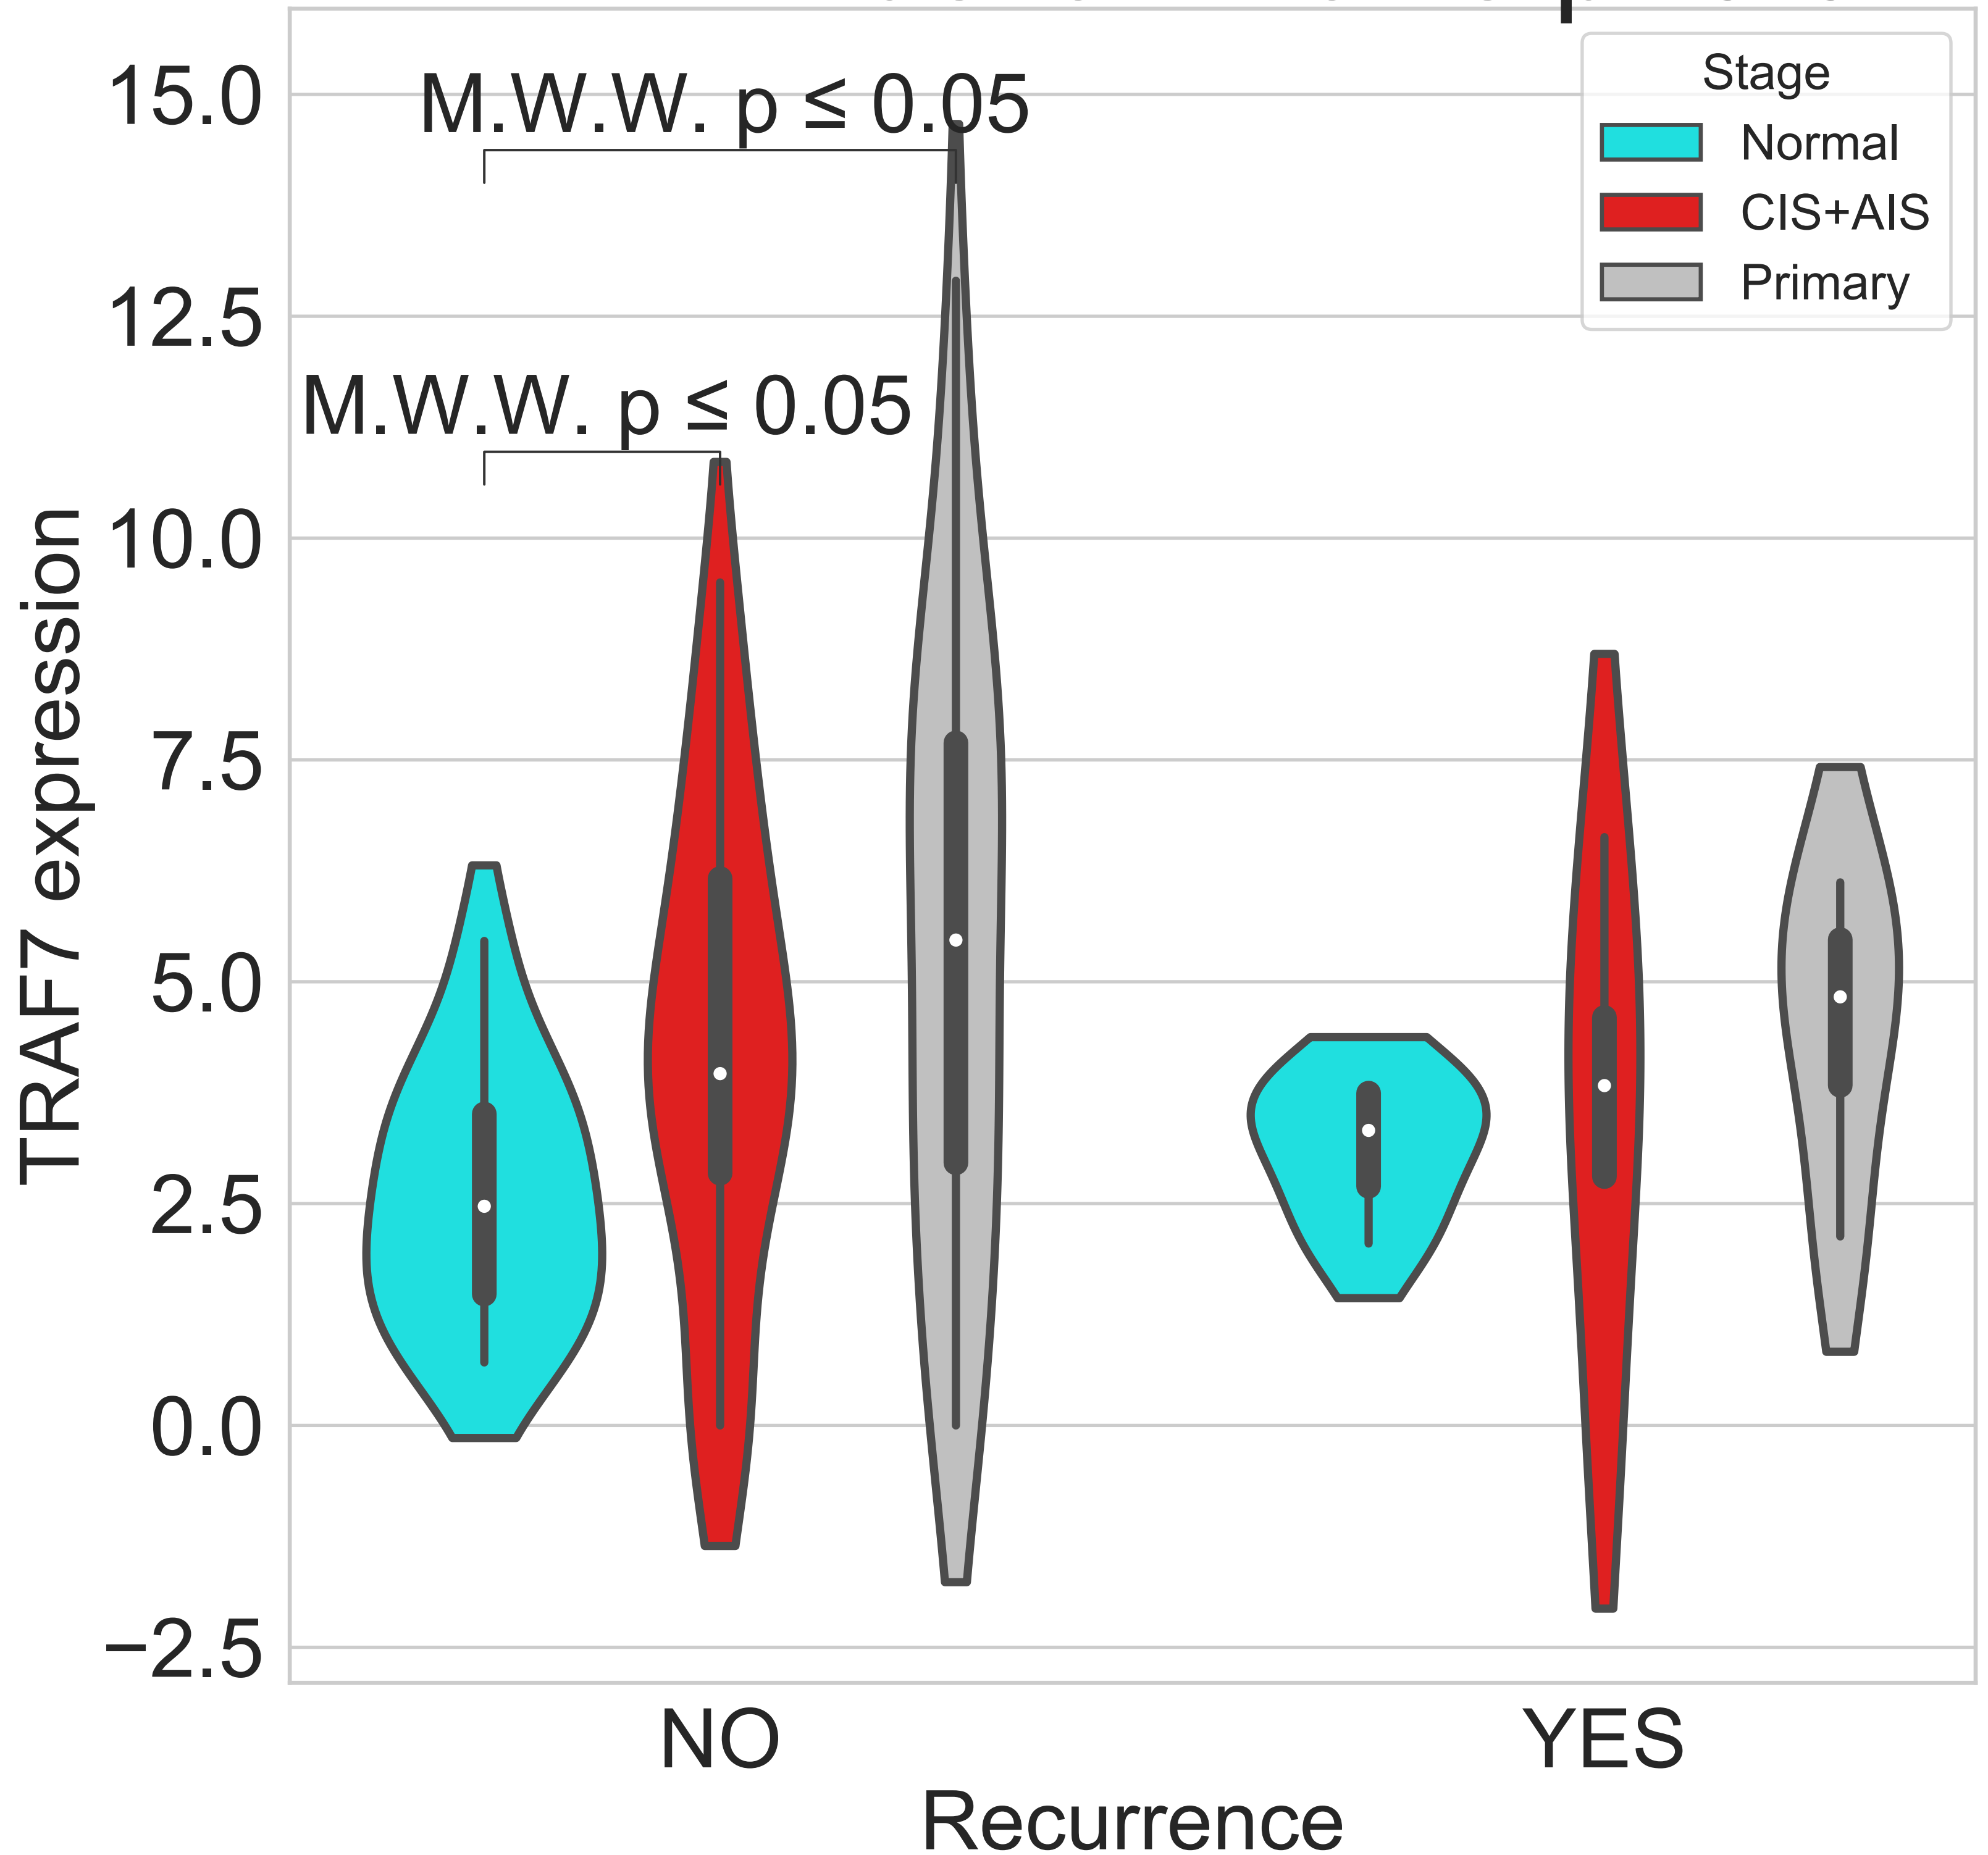 15.0
12.5
10.0
7.5
5.0
2.5
0.0
−2.5
TRAF7 expression
M.W.W. p ≤ 0.05
M.W.W. p ≤ 0.05
Stage
Normal
CIS+AIS
Primary
NO
YES
Recurrence